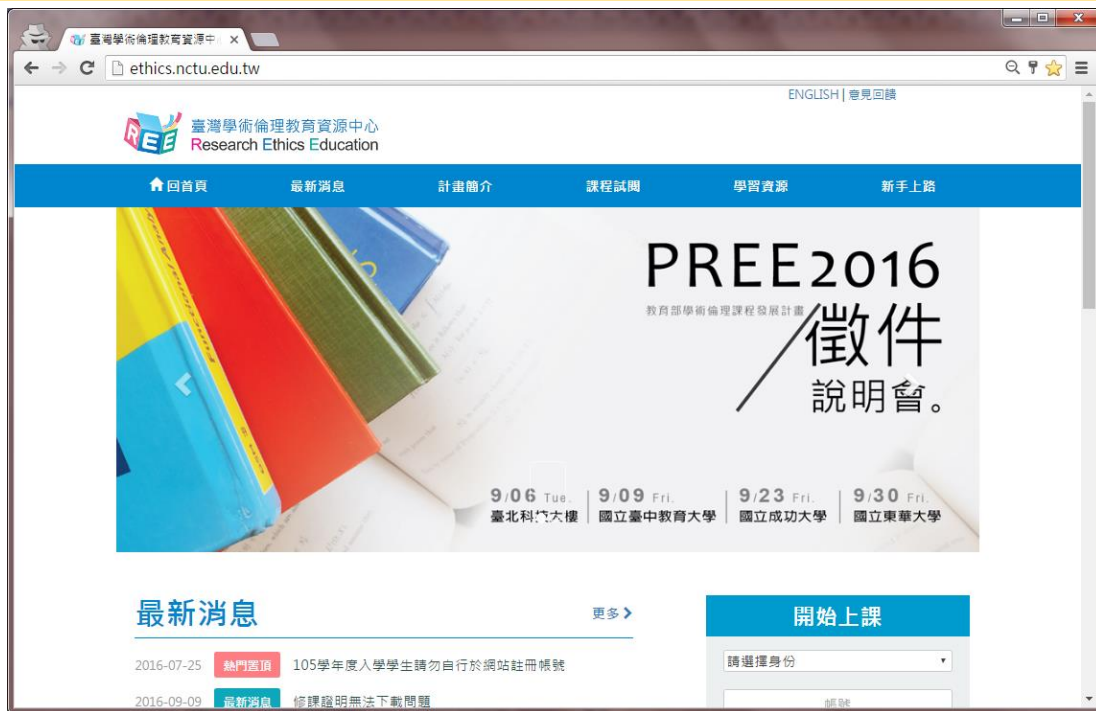 臺灣學術倫理教育資源中
ethics.nctu.edu.tw
ENGLISH | 意見回饋
REE
臺灣學術倫理教育資源中心
Research Ethics Education
回首頁 最新消息 計畫簡介 課程試閱 學習資源 新手上路
PREE2016
教育部學術倫理課程發展計畫
徵件
說明會。
9/06 Tue. 9/09 Fri. 9/23 Fri. 9/30 Fri.
臺北科技大樓 國立臺中教育大學 國立成功大學 國立東華大學
最新消息 更多
開始上課
2016-07-25 熱門置頂 105學年度入學學生請勿自行於網站註冊帳號
請選擇身份
2016-09-09 最新消息 修課證明無法下載問題
帳號